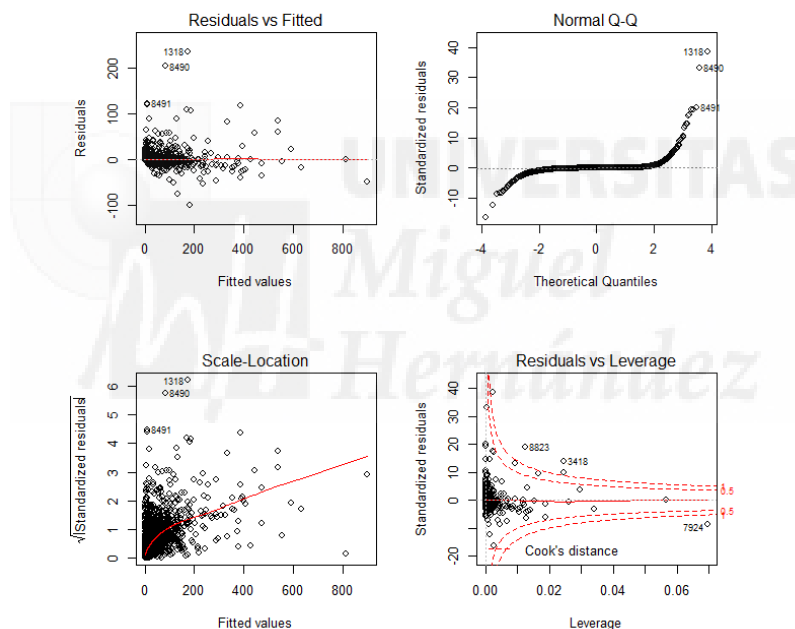 Residuals vs Fitted
Residuals
-100 0 100 200
1318
8490
8491
0 200 400 600 800
Fitted values
Normal Q-Q
Standardized residuals
-10 0 10 20 30 40
1318
8490
8491
-4 -2 0 2 4
Theoretical Quantiles
UNIVERSITAS
Miguel
Hernández
Scale-Location
√|Standardized residuals|
0 1 2 3 4 5 6
1318
8490
8491
0 200 400 600 800
Fitted values
Residuals vs Leverage
Standardized residuals
-20 0 10 20 30 40
8823
3418
1
0.5
0.5
1
7924
Cook's distance
0.00 0.02 0.04 0.06
Leverage